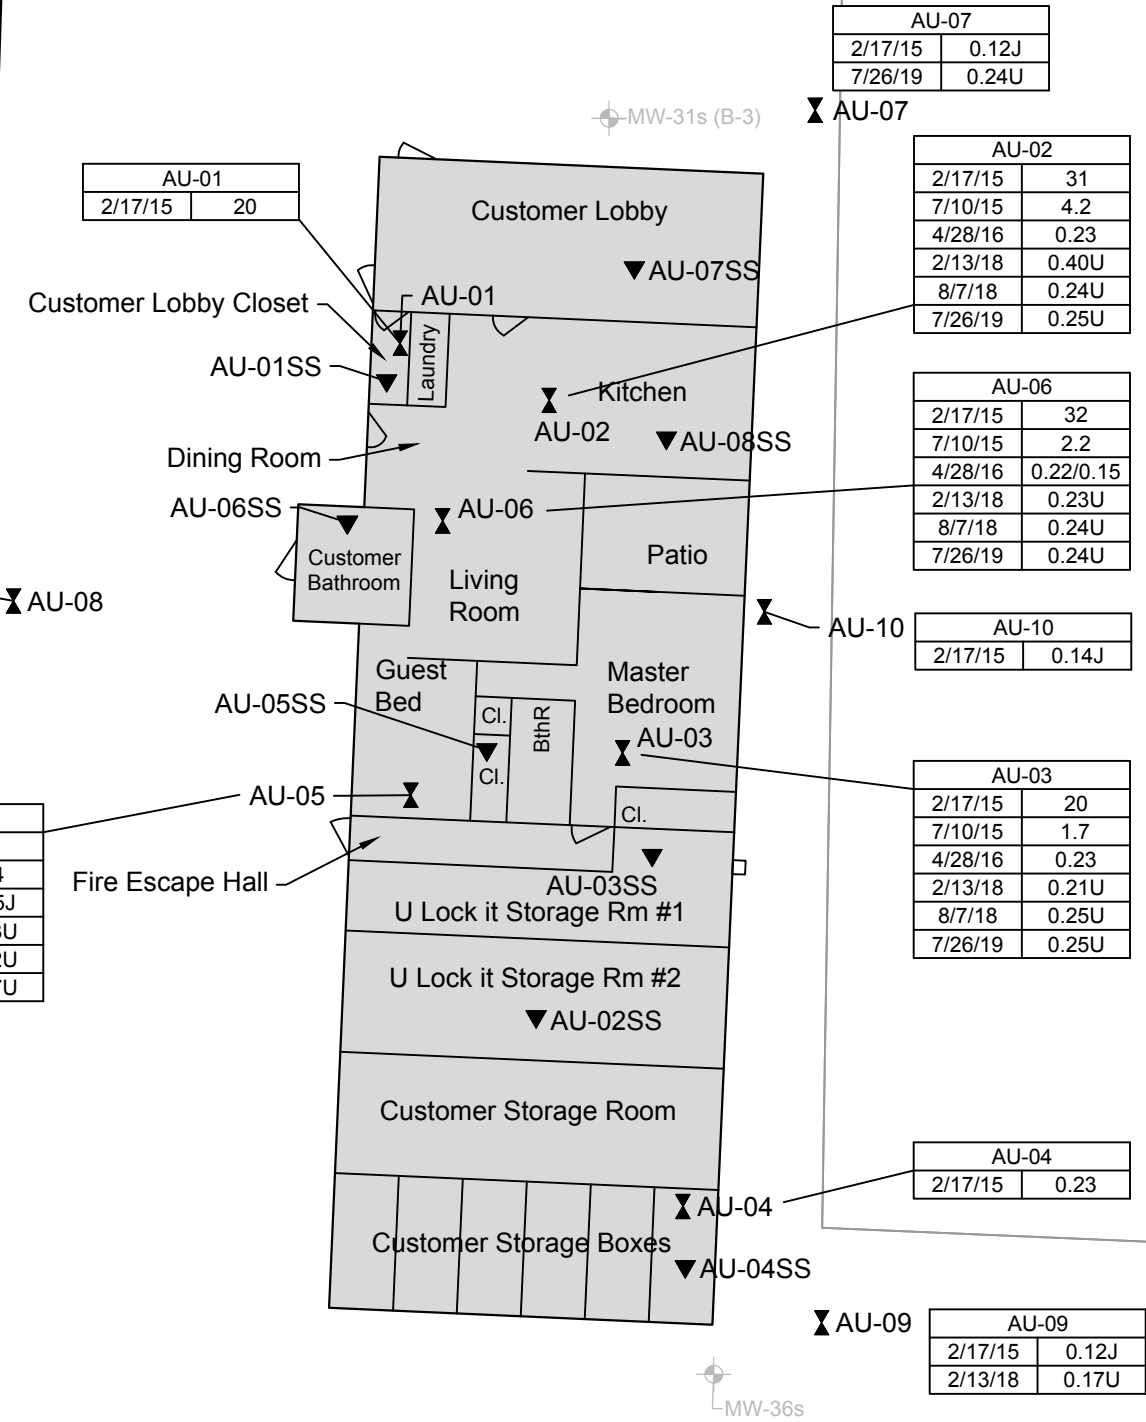 AU-07
2/17/15 0.12J
7/26/19 0.24U
AU-07
MW-31s (B-3)
AU-01
2/17/15 20
AU-02
2/17/15 31
7/10/15 4.2
4/28/16 0.23
2/13/18 0.40U
8/7/18 0.24U
7/26/19 0.25U
Customer Lobby
AU-07SS
Customer Lobby Closet
AU-01
Laundry
AU-01SS
Kitchen
AU-02
AU-08SS
Dining Room
AU-06
2/17/15 32
7/10/15 2.2
4/28/16 0.22/0.15
2/13/18 0.23U
8/7/18 0.24U
7/26/19 0.24U
AU-06SS
AU-06
Customer
Bathroom
Living
Room
Patio
AU-08
AU-10
AU-10
2/17/15 0.14J
Guest
Bed
Master
Bedroom
AU-05SS
Cl.
BthR
Cl.
AU-03
AU-03
2/17/15 20
7/10/15 1.7
4/28/16 0.23
2/13/18 0.21U
8/7/18 0.25U
7/26/19 0.25U
AU-05
Cl.
Fire Escape Hall
AU-03SS
U Lock it Storage Rm #1
U Lock it Storage Rm #2
AU-02SS
Customer Storage Room
AU-04
2/17/15 0.23
AU-04
Customer Storage Boxes
AU-04SS
AU-09
AU-09
2/17/15 0.12J
2/13/18 0.17U
MW-36s